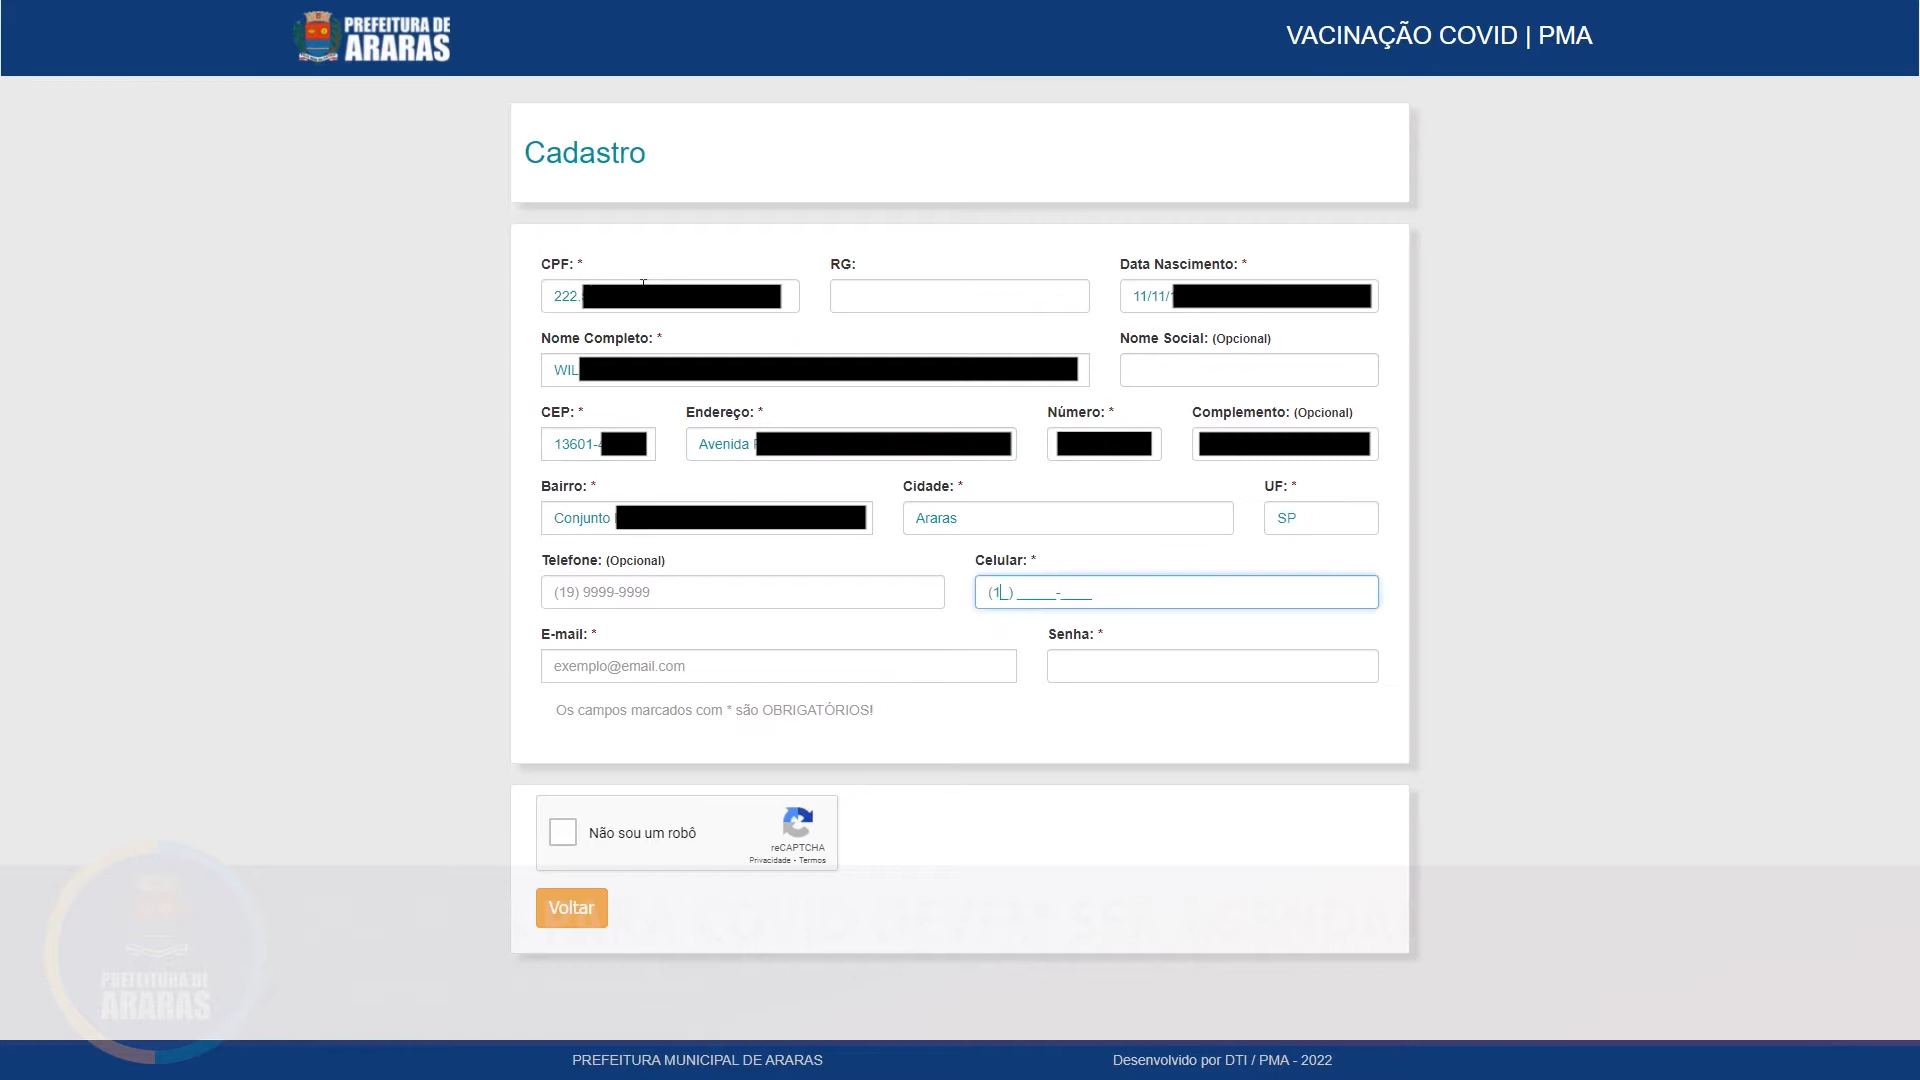 PREFEITURA DE
ARARAS
VACINAÇÃO COVID | PMA
Cadastro
CPF: * RG: Data Nascimento: *
222. 11/11/
Nome Completo: * Nome Social: (Opcional)
WIL
CEP: * Endereço: * Número: * Complemento: (Opcional)
13601- Avenida
Bairro: * Cidade: * UF: *
Conjunto Araras SP
Telefone: (Opcional) Celular: *
(19) 9999-9999 (1_) _____-____
E-mail: * Senha: *
exemplo@email.com
Os campos marcados com * são OBRIGATÓRIOS!
Não sou um robô
reCAPTCHA
Privacidade - Termos
Voltar
PREFEITURA DE
ARARAS
PREFEITURA MUNICIPAL DE ARARAS Desenvolvido por DTI / PMA - 2022